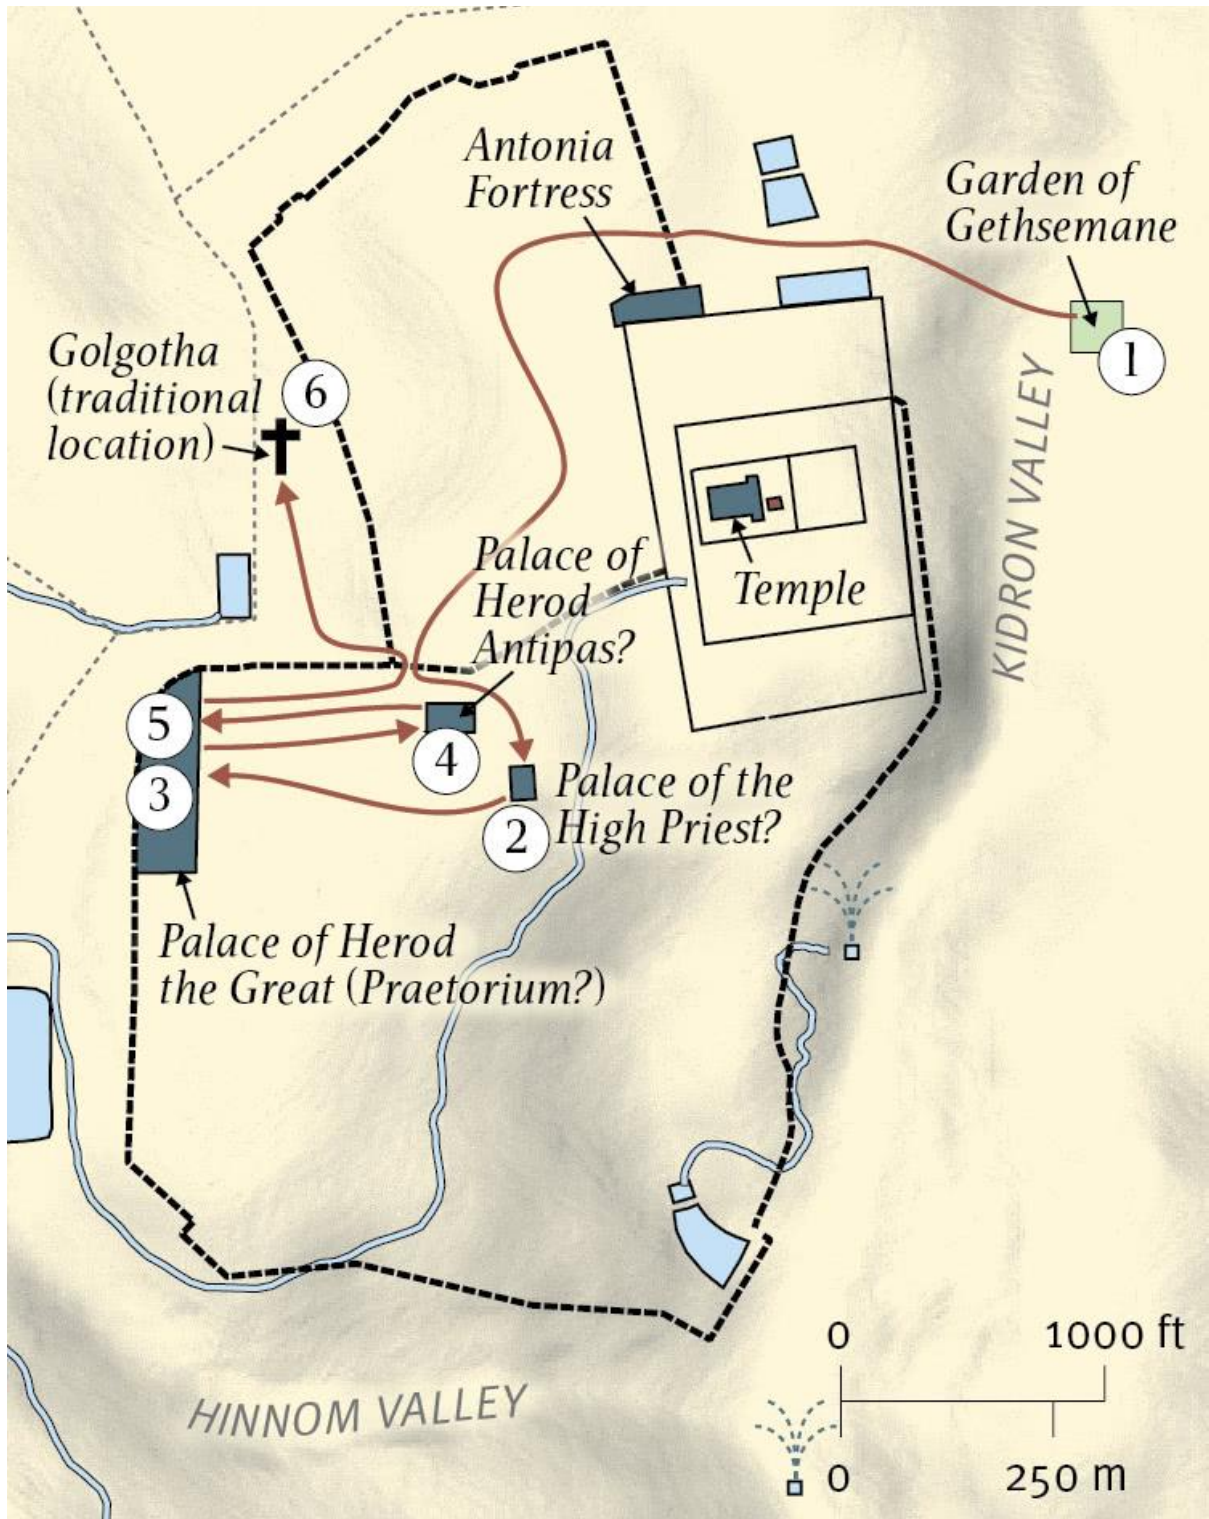 Antonia
Fortress
Garden of
Gethsemane
1
Golgotha
(traditional
location)
6
KIDRON VALLEY
Palace of
Herod
Antipas?
Temple
5
4
3
2
Palace of the
High Priest?
Palace of Herod
the Great (Praetorium?)
HINNOM VALLEY
0 1000 ft
0 250 m